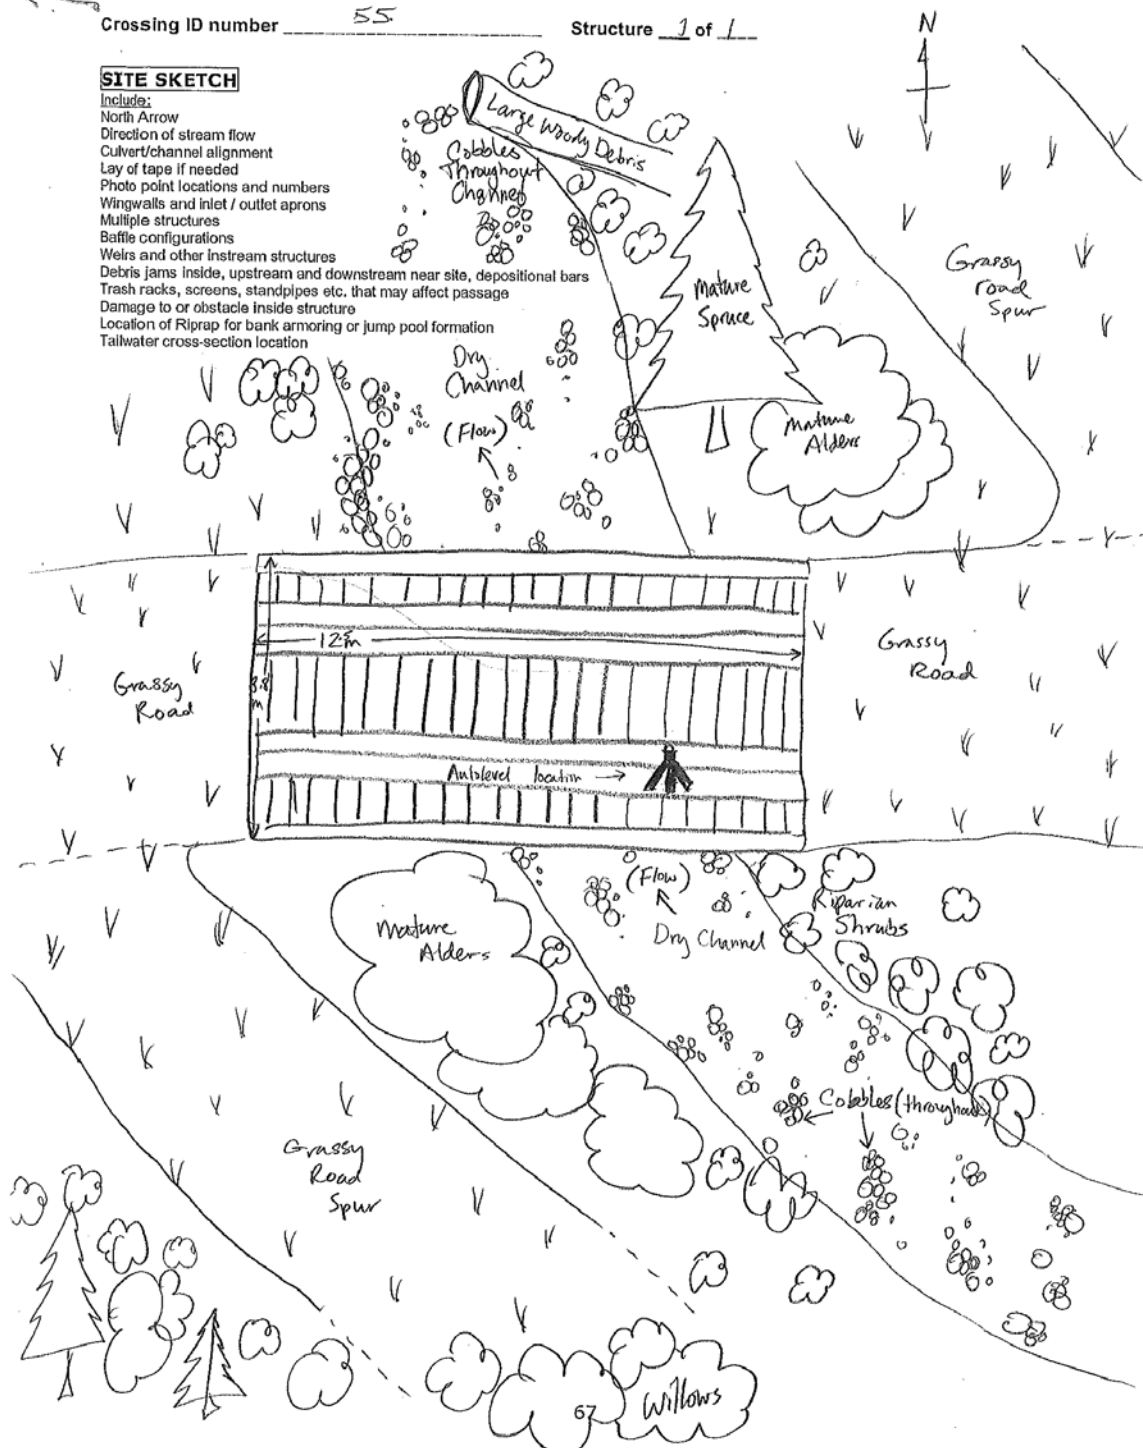 Crossing ID number 55
Structure 1 of 1
N
SITE SKETCH
Include:
North Arrow
Direction of stream flow
Culvert/channel alignment
Lay of tape if needed
Photo point locations and numbers
Wingwalls and inlet / outlet aprons
Multiple structures
Baffle configurations
Weirs and other instream structures
Debris jams inside, upstream and downstream near site, depositional bars
Trash racks, screens, standpipes etc. that may affect passage
Damage to or obstacle inside structure
Location of Riprap for bank armoring or jump pool formation
Tailwater cross-section location
Large Woody Debris
Cobbles
Throughout
Channel
Mature
Spruce
Grassy
road
Spur
Dry
Channel
(Flow)
Mature
Alders
12.5m
8.8
m
Grassy
Road
Grassy
Road
Autolevel location
(Flow)
Dry Channel
Riparian
Shrubs
Mature
Alders
Cobbles (throughout)
Grassy
Road
Spur
Willows
67